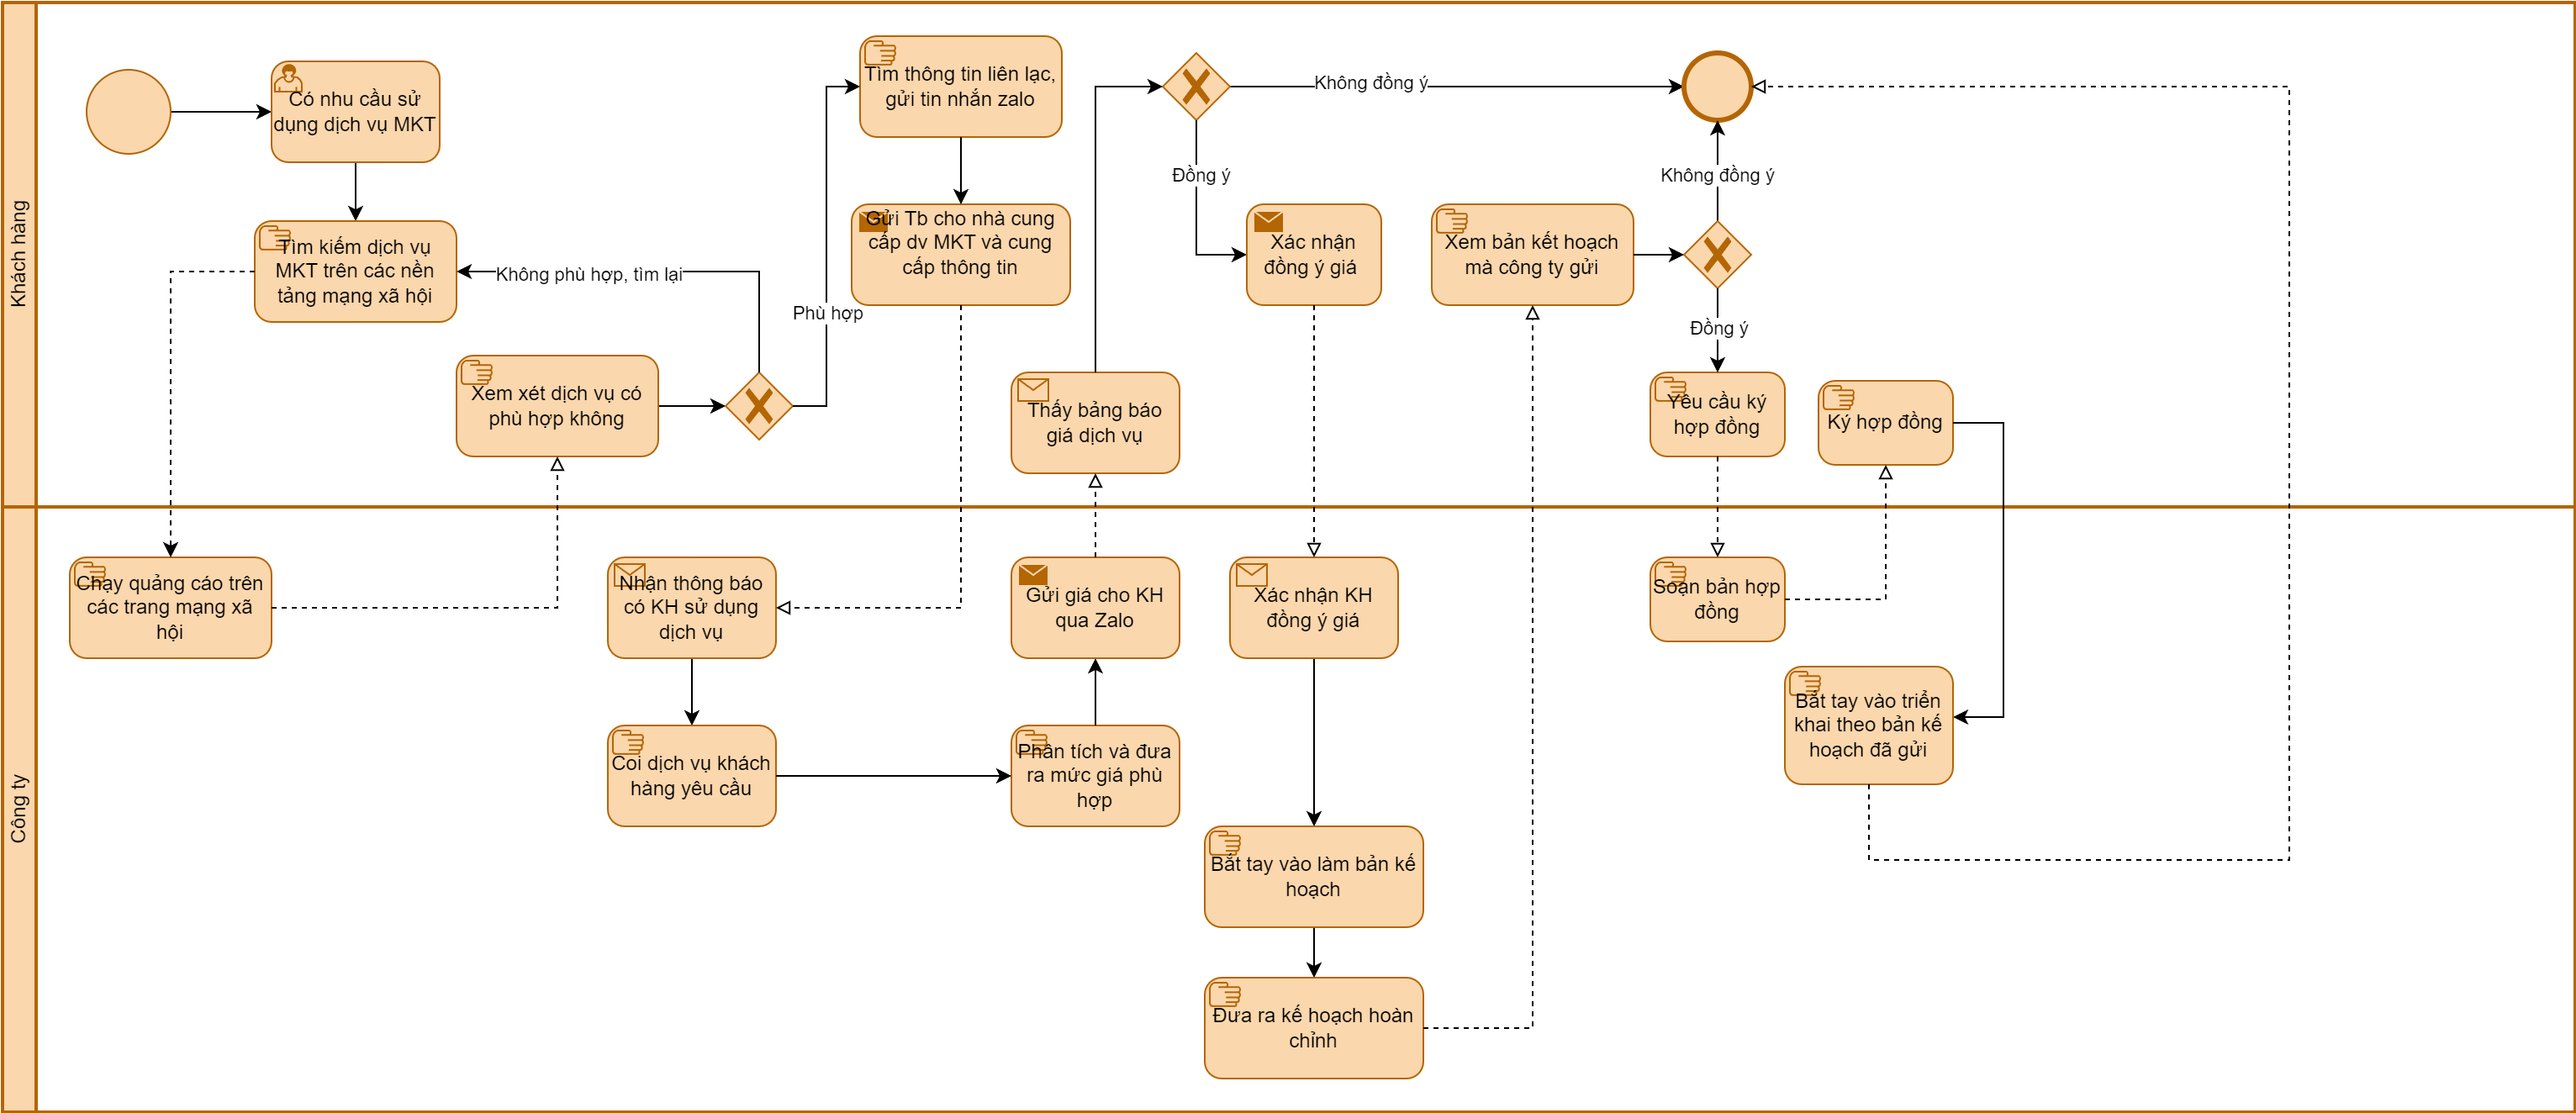 Khách hàng
Có nhu cầu sử
dụng dịch vụ MKT
Tìm kiếm dịch vụ
MKT trên các nền
tảng mạng xã hội
Không phù hợp, tìm lại
Xem xét dịch vụ có
phù hợp không
Phù hợp
Tìm thông tin liên lạc,
gửi tin nhắn zalo
Gửi Tb cho nhà cung
cấp dv MKT và cung
cấp thông tin
Thấy bảng báo
giá dịch vụ
Không đồng ý
Đồng ý
Xác nhận
đồng ý giá
Xem bản kết hoạch
mà công ty gửi
Không đồng ý
Đồng ý
Yêu cầu ký
hợp đồng
Ký hợp đồng
Công ty
Chạy quảng cáo trên
các trang mạng xã
hội
Nhận thông báo
có KH sử dụng
dịch vụ
Coi dịch vụ khách
hàng yêu cầu
Gửi giá cho KH
qua Zalo
Phân tích và đưa
ra mức giá phù
hợp
Xác nhận KH
đồng ý giá
Bắt tay vào làm bản kế
hoạch
Đưa ra kế hoạch hoàn
chỉnh
Soạn bản hợp
đồng
Bắt tay vào triển
khai theo bản kế
hoạch đã gửi